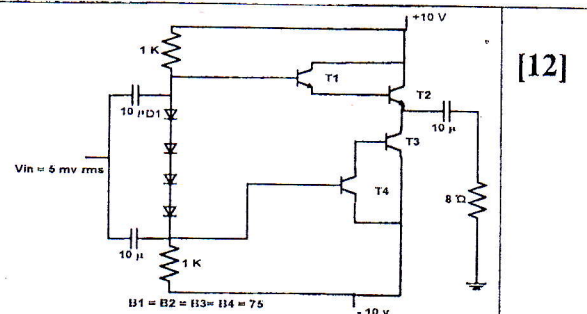 +10 V
1 K
[12]
T1
T2
10 µ
D1
10 µ
T3
Vin = 5 mv rms
T4
8 Ω
10 µ
1 K
B1 = B2 = B3= B4 = 75
- 10 v